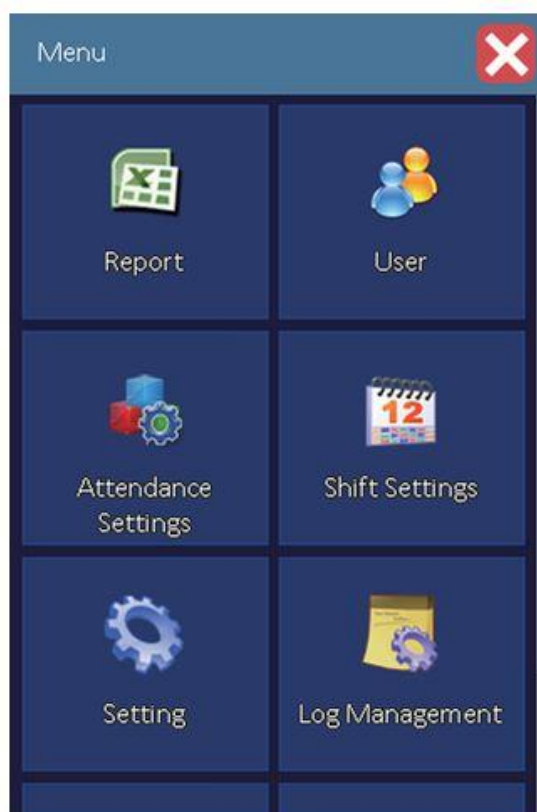 Menu
Report
User
Attendance
Settings
Shift Settings
12
Setting
Log Management